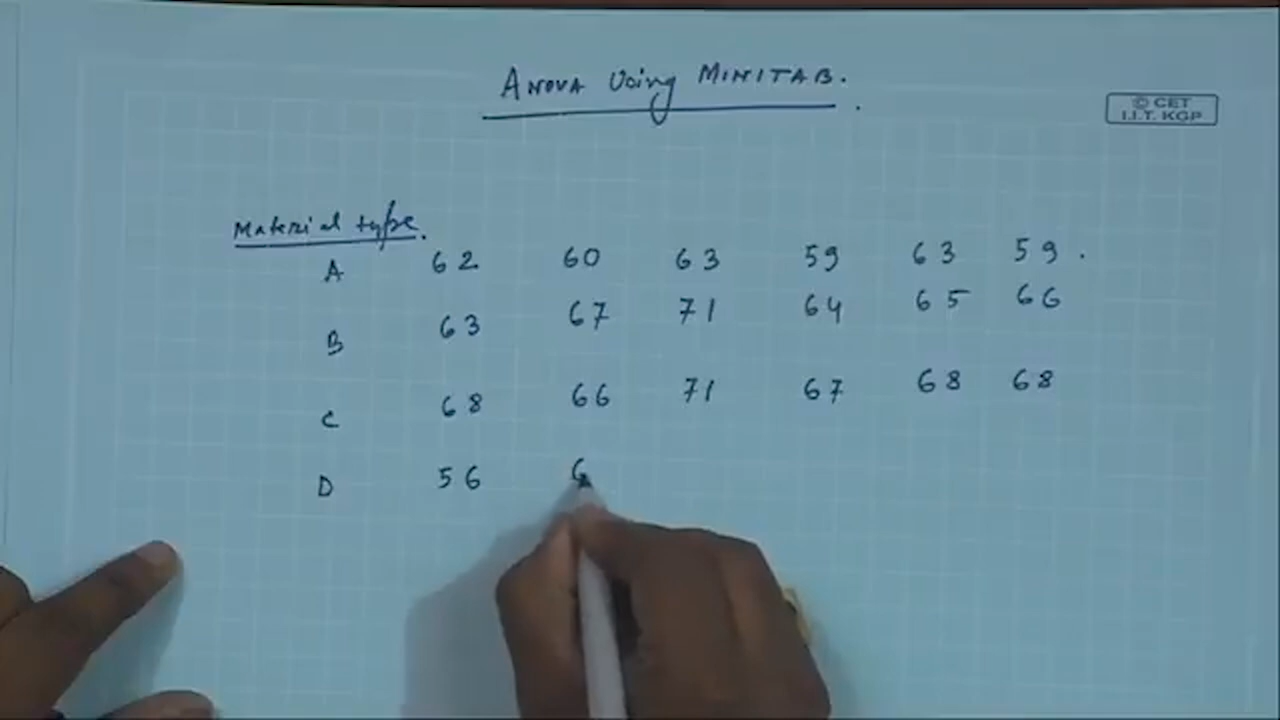 ANOVA Using MINITAB.
© CET
I.I.T. KGP
Material type.
A 62 60 63 59 63 59.
B 63 67 71 64 65 66
C 68 66 71 67 68 68
D 56 6